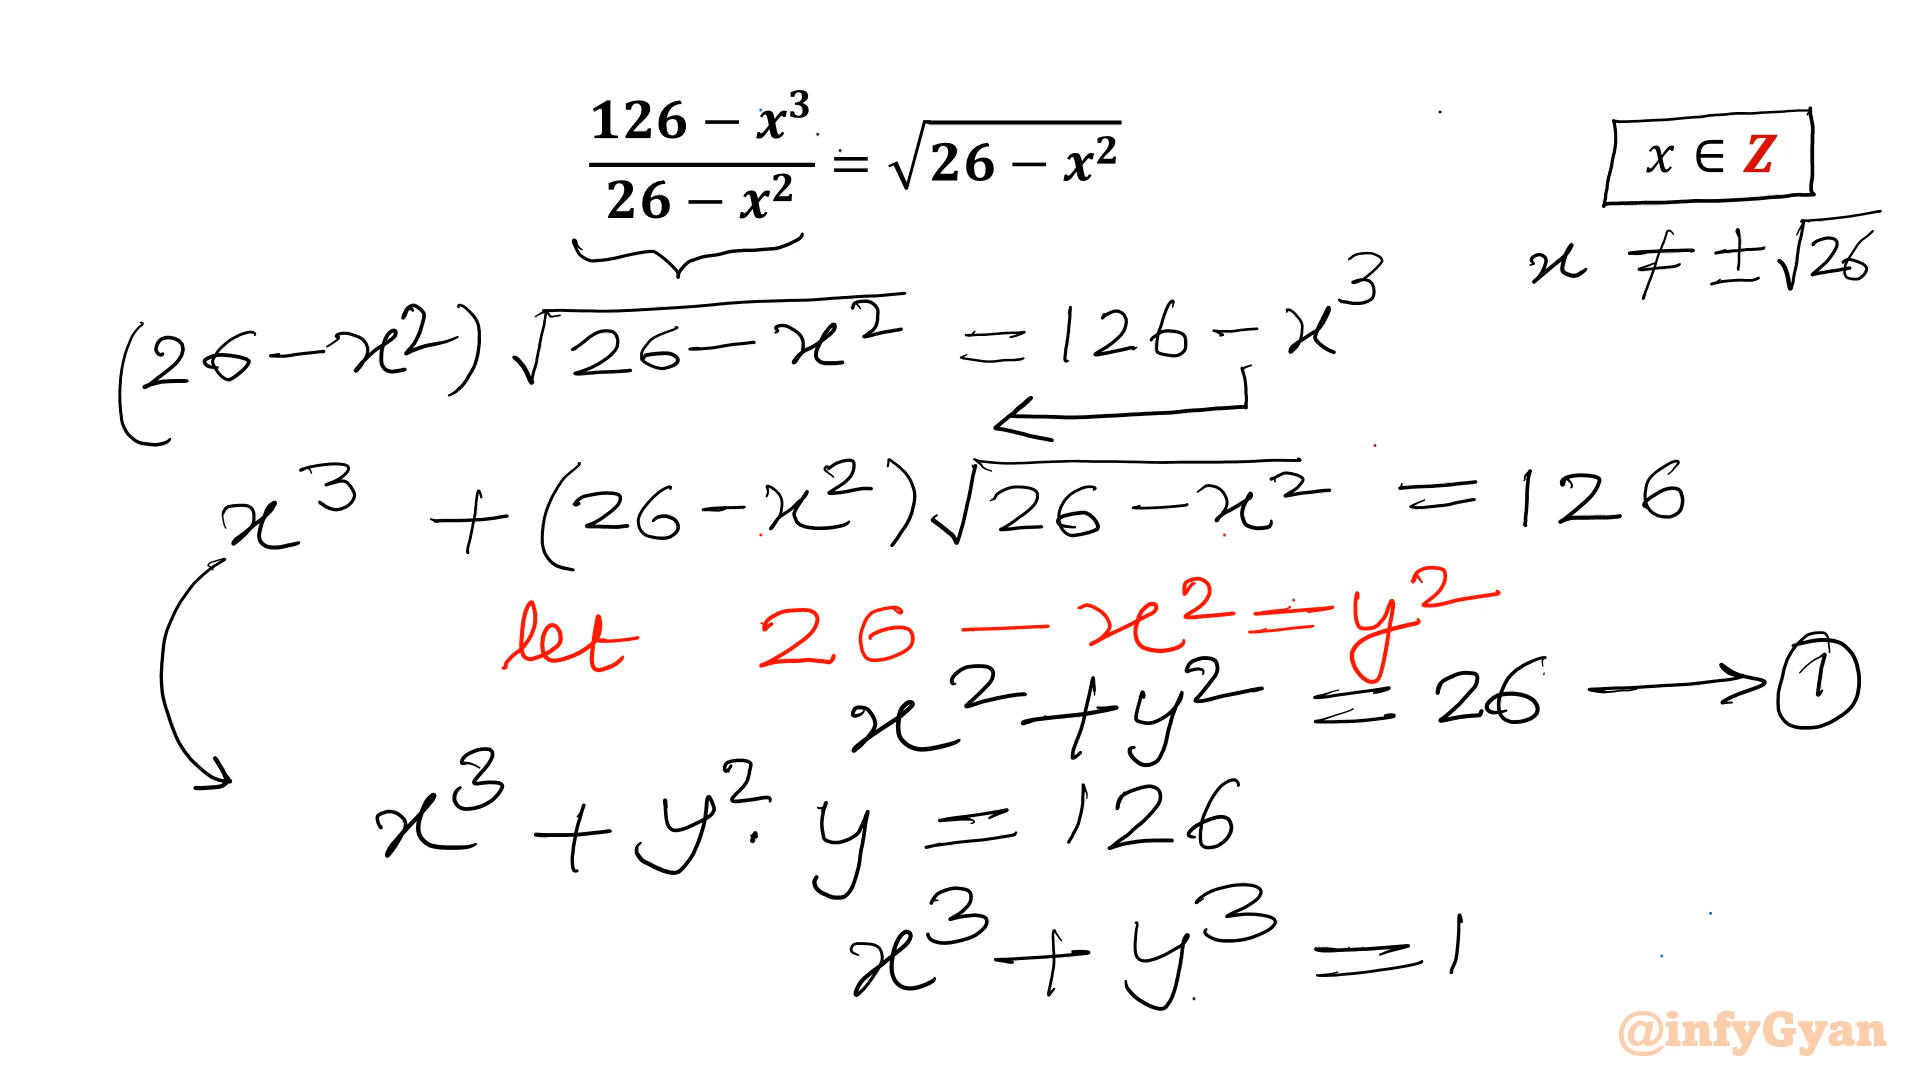 (126 − x³)/(26 − x²) = √(26 − x²)
x ∈ Z
x ≠ ±√26
(26 − x²) √(26 − x²) = 126 − x³
x³ + (26 − x²) √(26 − x²) = 126
let 26 − x² = y²
x² + y² = 26 → ①
x³ + y² · y = 126
x³ + y³ = 1
@infyGyan